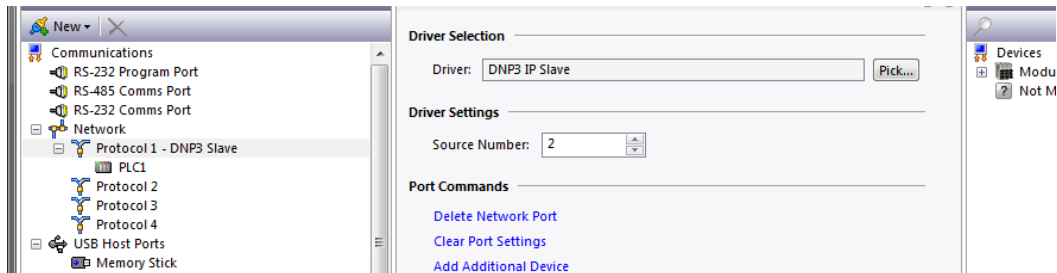 New
Communications
RS-232 Program Port
RS-485 Comms Port
RS-232 Comms Port
Network
Protocol 1 - DNP3 Slave
PLC1
Protocol 2
Protocol 3
Protocol 4
USB Host Ports
Memory Stick
Driver Selection
Driver: DNP3 IP Slave Pick...
Driver Settings
Source Number: 2
Port Commands
Delete Network Port
Clear Port Settings
Add Additional Device
Devices
Modu
? Not M